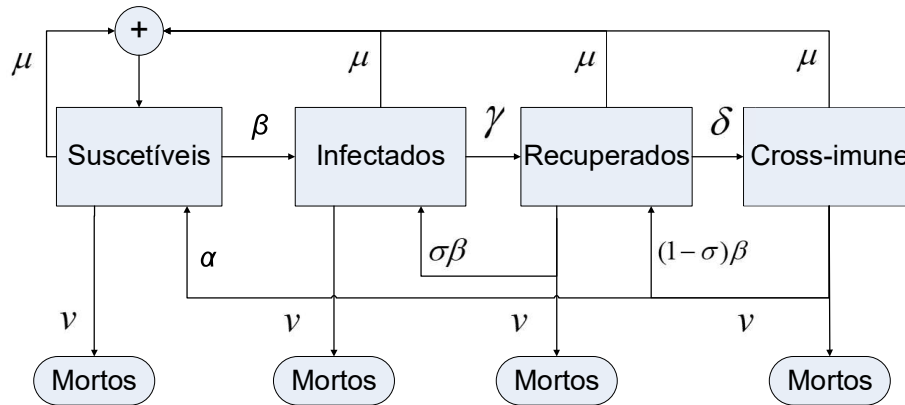 +
μ
μ
μ
μ
Suscetíveis
β
Infectados
γ
Recuperados
δ
Cross-imune
α
σβ
(1−σ)β
ν
ν
ν
ν
Mortos
Mortos
Mortos
Mortos